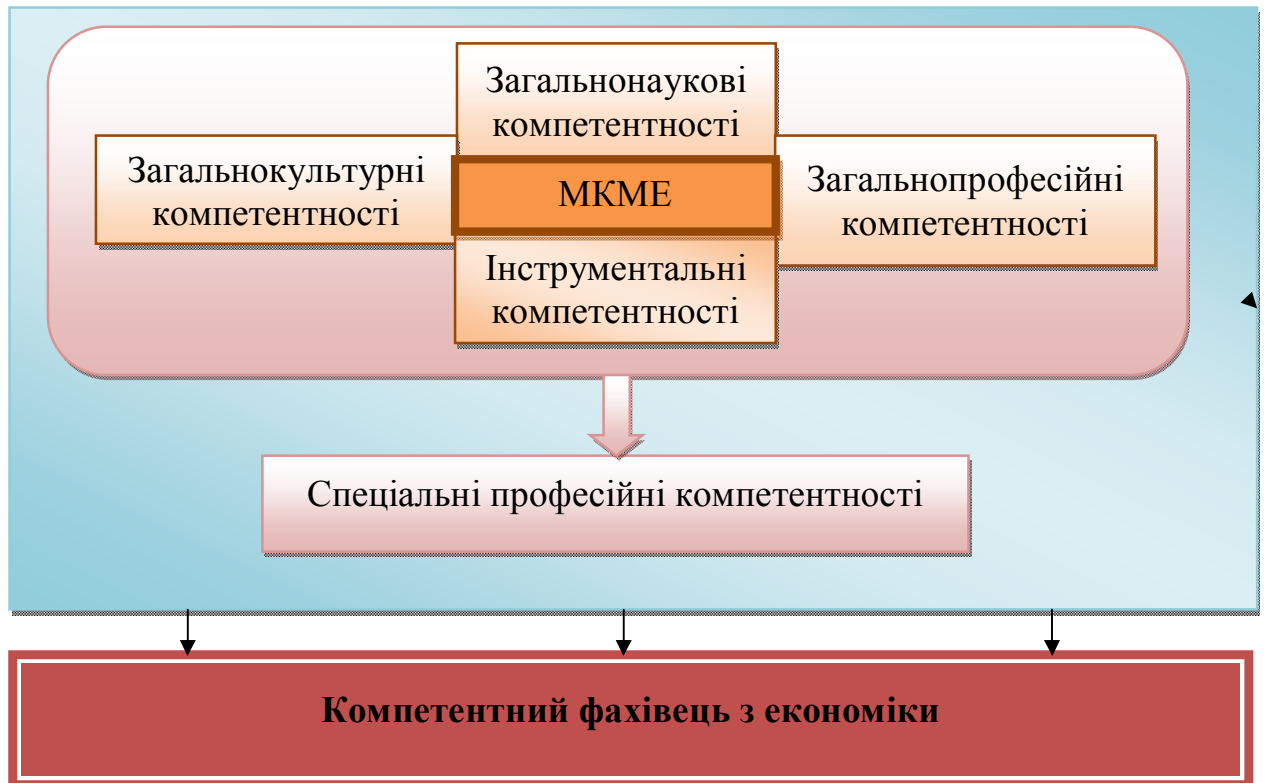 Загальнонаукові
компетентності
Загальнокультурні
компетентності
МКМЕ
Загальнопрофесійні
компетентності
Інструментальні
компетентності
Спеціальні професійні компетентності
Компетентний фахівець з економіки